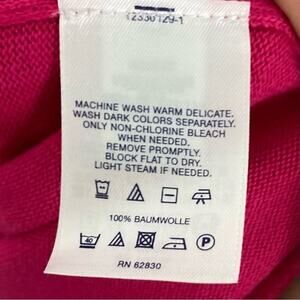 12330129-1
MACHINE WASH WARM DELICATE.
WASH DARK COLORS SEPARATELY.
ONLY NON-CHLORINE BLEACH
WHEN NEEDED.
REMOVE PROMPTLY.
BLOCK FLAT TO DRY.
LIGHT STEAM IF NEEDED.
100% BAUMWOLLE
40 P
RN 62830